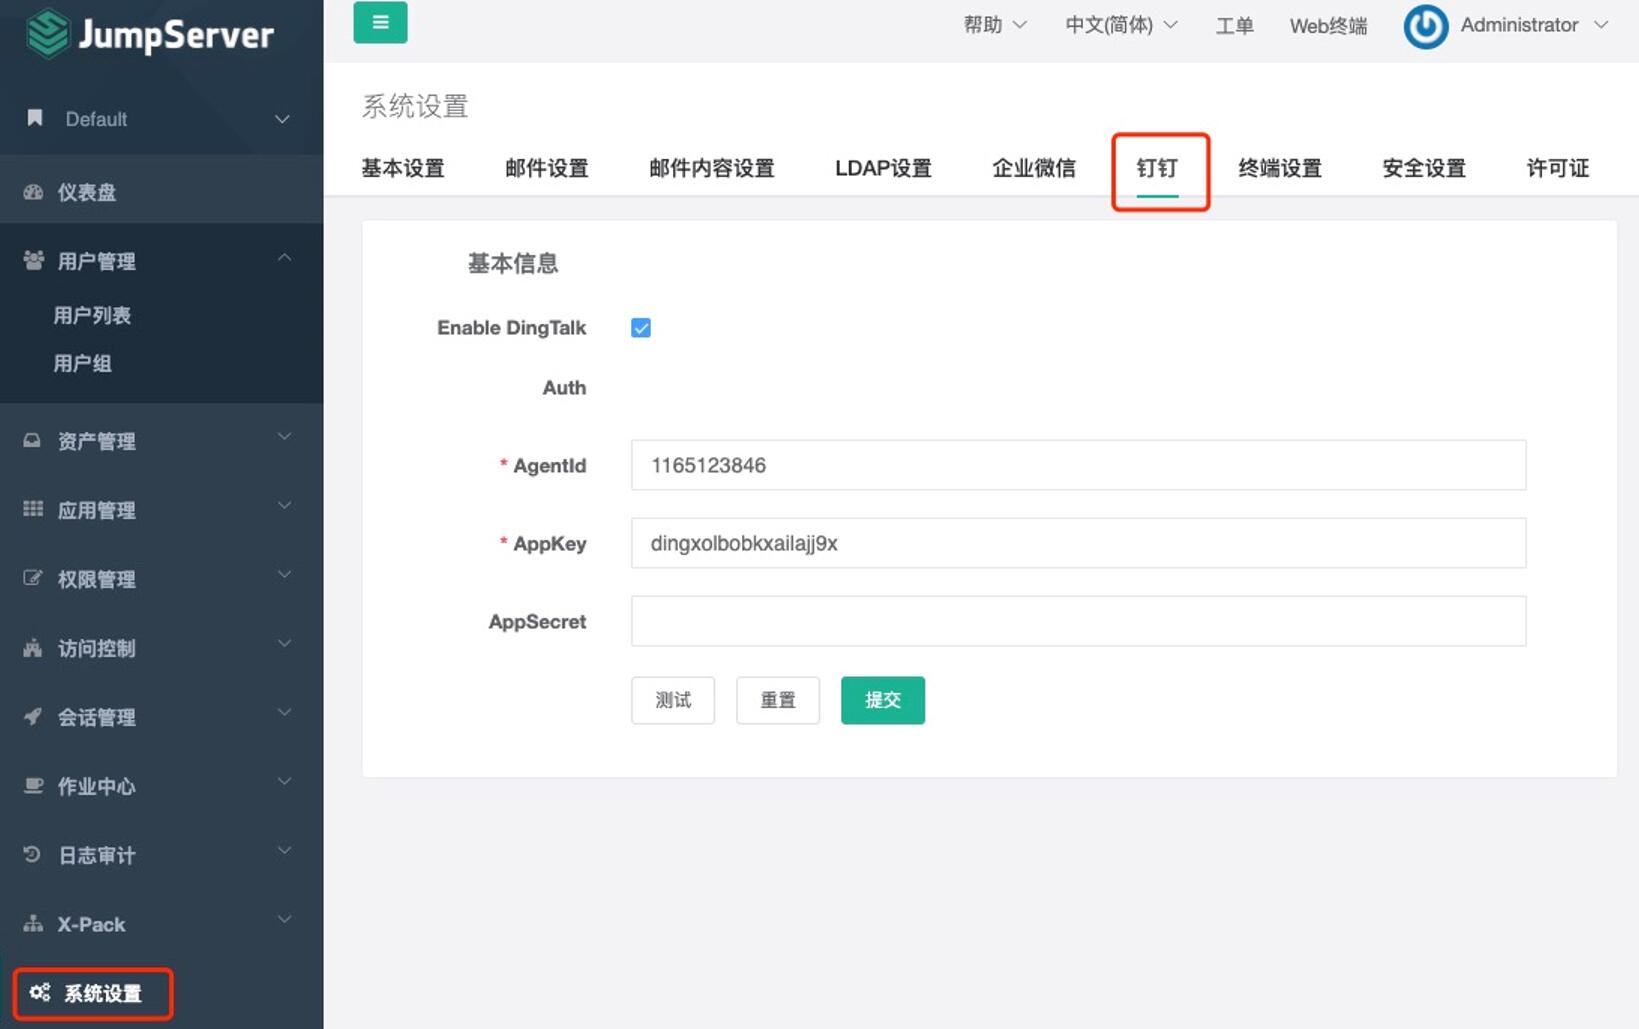 JumpServer
帮助
中文(简体)
工单
Web终端
Administrator
Default
仪表盘
用户管理
用户列表
用户组
资产管理
应用管理
权限管理
访问控制
会话管理
作业中心
日志审计
X-Pack
系统设置
系统设置
基本设置
邮件设置
邮件内容设置
LDAP设置
企业微信
钉钉
终端设置
安全设置
许可证
基本信息
Enable DingTalk
Auth
* AgentId
1165123846
* AppKey
dingxolbobkxailajj9x
AppSecret
测试
重置
提交